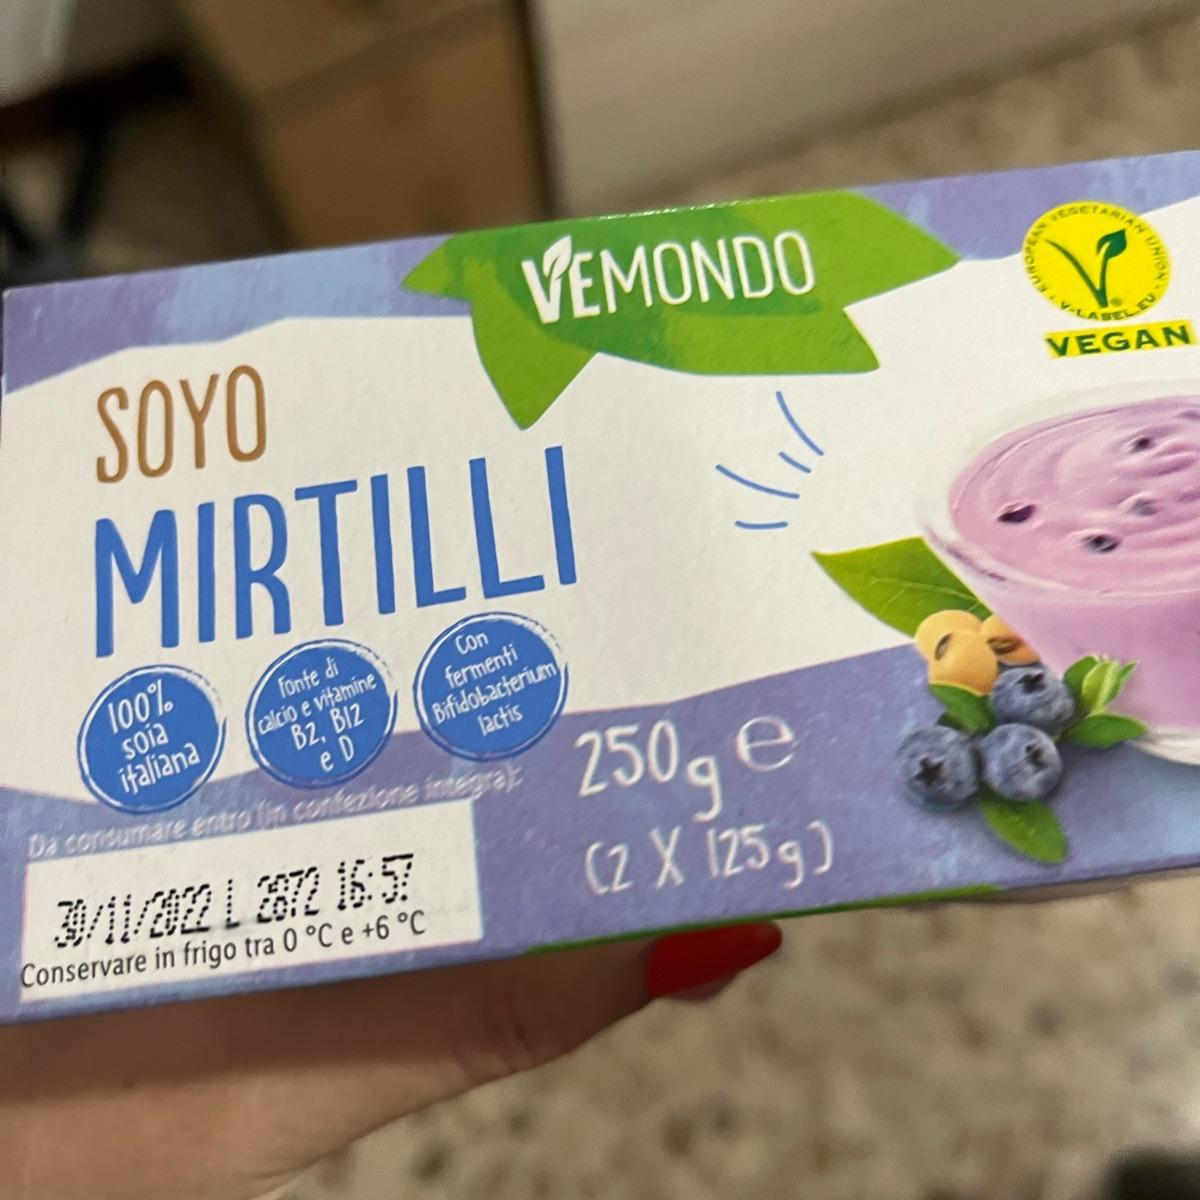 VEMONDO
EUROPEAN VEGETARIAN UNION
V-LABEL.EU
VEGAN
SOYO
MIRTILLI
100%
soia
italiana
Fonte di
calcio e vitamine
B2, B12
e D
Con
fermenti
Bifidobacterium
lactis
250g e
(2 X 125g)
Da consumare entro (in confezione integra):
30/11/2022 L 2872 16:57
Conservare in frigo tra 0 °C e +6 °C